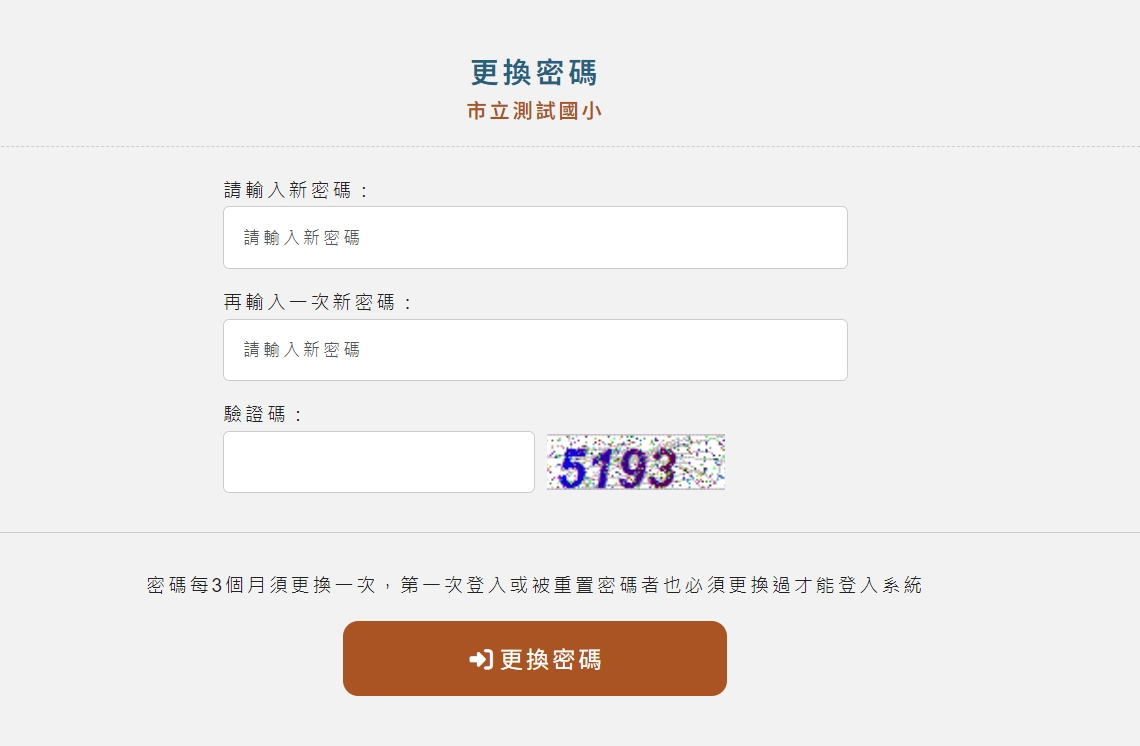 更換密碼
市立測試國小
請輸入新密碼：
請輸入新密碼
再輸入一次新密碼：
請輸入新密碼
驗證碼：
5193
密碼每3個月須更換一次，第一次登入或被重置密碼者也必須更換過才能登入系統
更換密碼